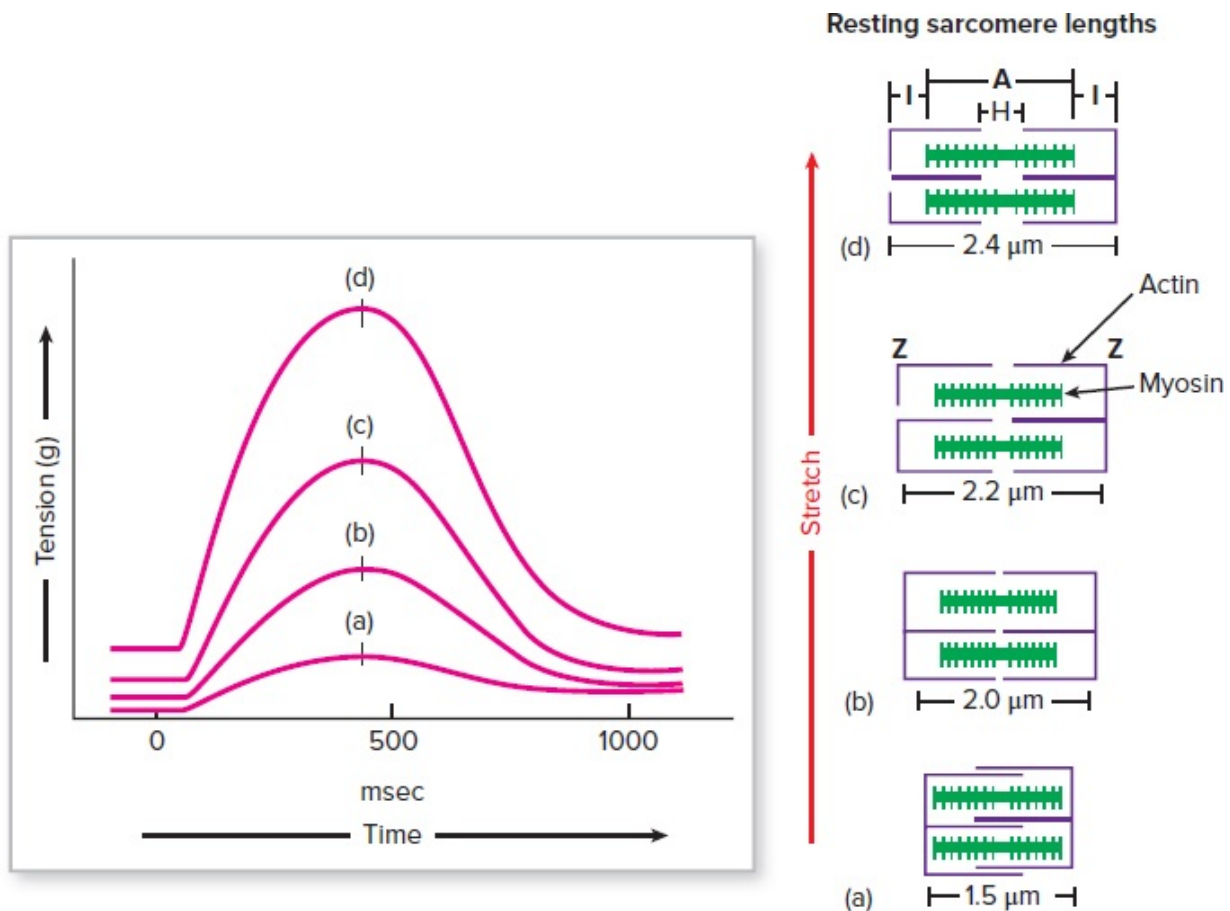 Resting sarcomere lengths
A
I I
H
(d) 2.4 μm
Actin
Z Z
Myosin
(c) 2.2 μm
Stretch
(b) 2.0 μm
(a) 1.5 μm
(d)
(c)
(b)
(a)
Tension (g)
0 500 1000
msec
Time